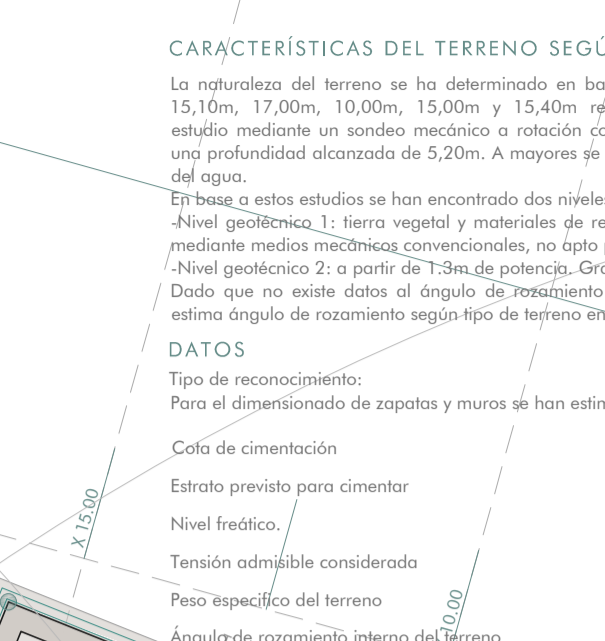 CARACTERÍSTICAS DEL TERRENO SEGÚ
La naturaleza del terreno se ha determinado en ba
15,10m, 17,00m, 10,00m, 15,00m y 15,40m re
estudio mediante un sondeo mecánico a rotación co
una profundidad alcanzada de 5,20m. A mayores se
del agua.
En base a estos estudios se han encontrado dos niveles
-Nivel geotécnico 1: tierra vegetal y materiales de re
mediante medios mecánicos convencionales, no apto p
-Nivel geotécnico 2: a partir de 1.3m de potencia. Gra
Dado que no existe datos al ángulo de rozamiento
estima ángulo de rozamiento según tipo de terreno en
DATOS
Tipo de reconocimiento:
Para el dimensionado de zapatas y muros se han estim
Cota de cimentación
Estrato previsto para cimentar
X 15.00
Nivel freático.
Tensión admisible considerada
Peso especifico del terreno
10.00
Ángulo de rozamiento interno del terreno